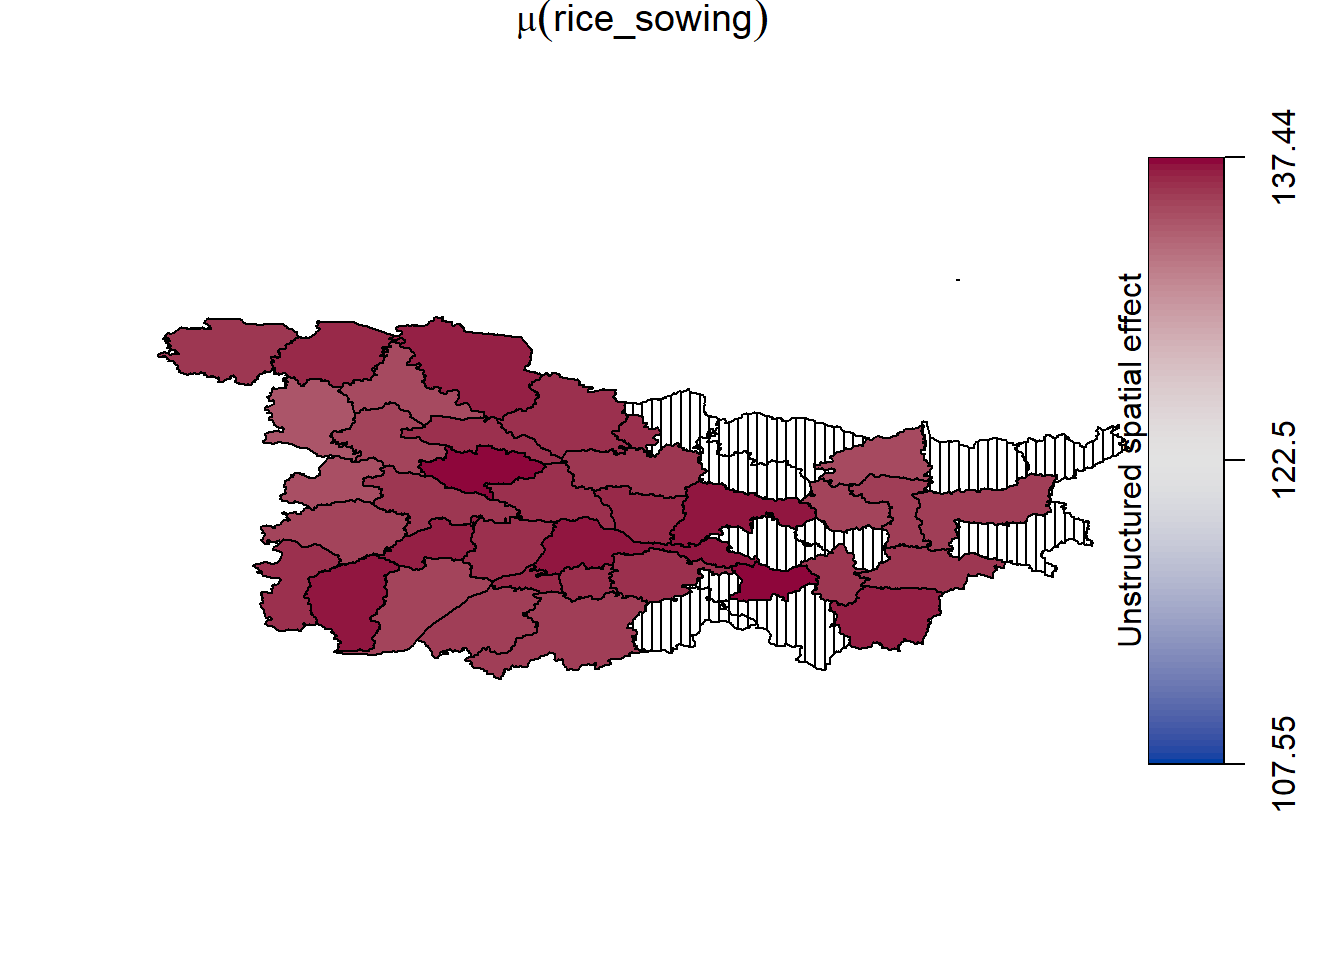 μ(rice_sowing)
137.44
Unstructured spatial effect
122.5
107.55